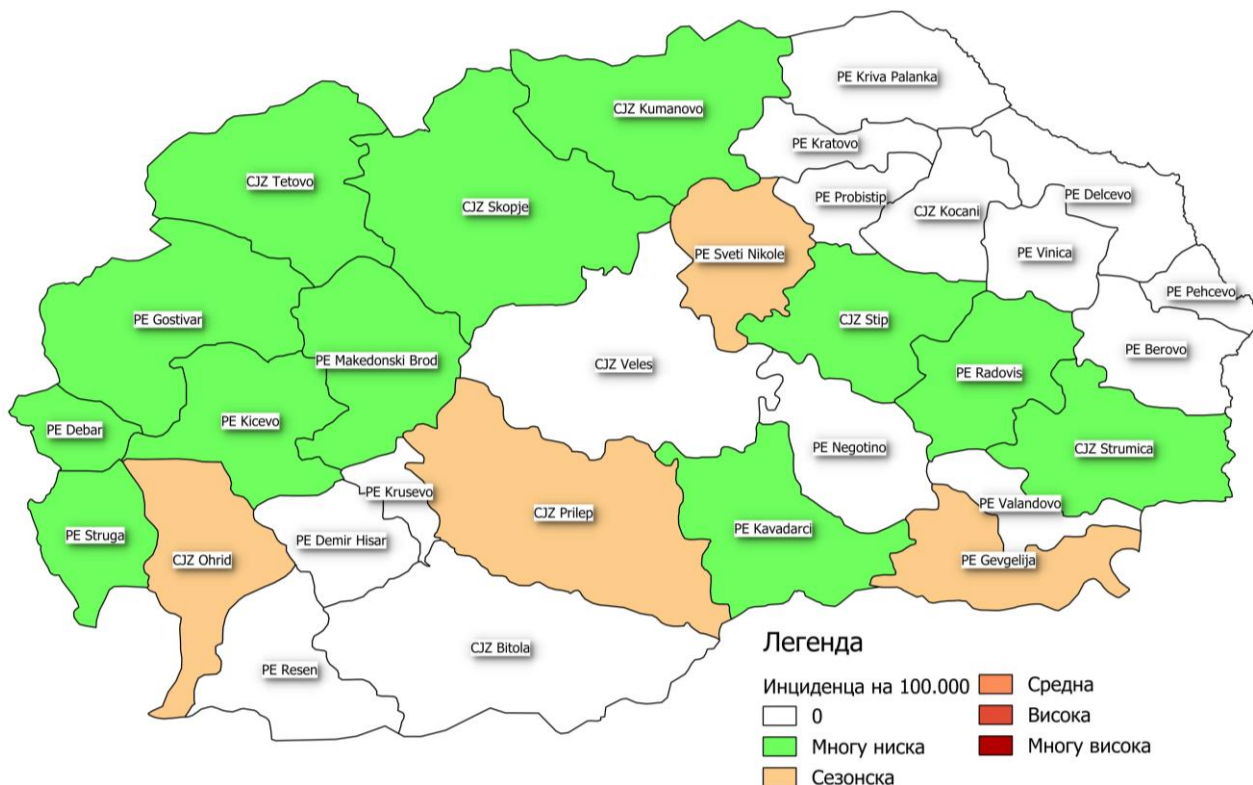 PE Kriva Palanka
CJZ Kumanovo
PE Kratovo
CJZ Tetovo
PE Probistip
PE Delcevo
CJZ Skopje
CJZ Kocani
PE Sveti Nikole
PE Vinica
PE Pehcevo
PE Gostivar
CJZ Stip
PE Makedonski Brod
CJZ Veles
PE Berovo
PE Radovis
PE Kicevo
PE Debar
PE Negotino
CJZ Strumica
PE Krusevo
PE Valandovo
CJZ Prilep
PE Kavadarci
PE Struga
PE Demir Hisar
CJZ Ohrid
PE Gevgelija
CJZ Bitola
PE Resen
Легенда
Инциденца на 100.000
0
Многу ниска
Сезонска
Средна
Висока
Многу висока